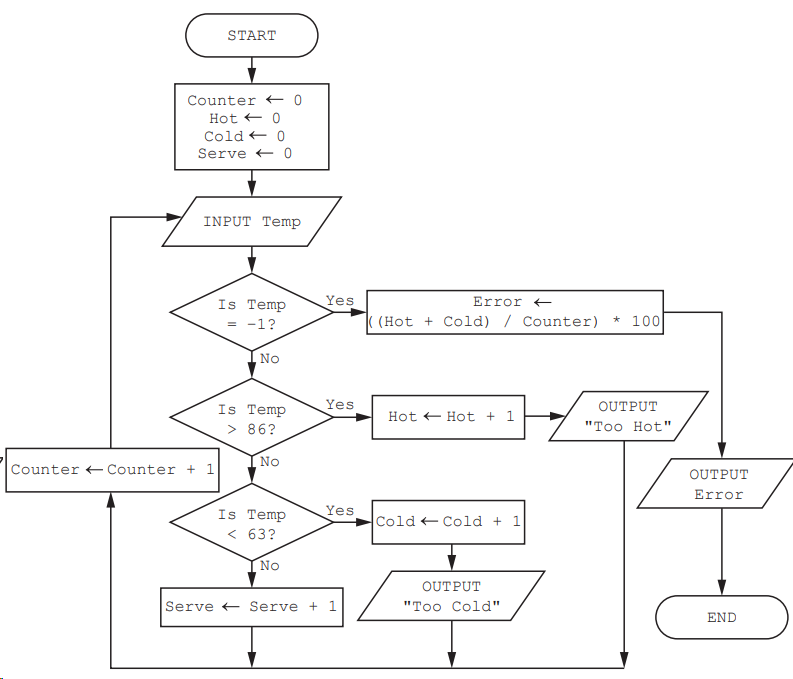 START
Counter ← 0
Hot ← 0
Cold ← 0
Serve ← 0
INPUT Temp
Is Temp
= –1?
Yes
Error ←
((Hot + Cold) / Counter) * 100
No
Is Temp
> 86?
Yes
Hot ← Hot + 1
OUTPUT
"Too Hot"
No
Counter ← Counter + 1
OUTPUT
Error
Is Temp
< 63?
Yes
Cold ← Cold + 1
No
Serve ← Serve + 1
OUTPUT
"Too Cold"
END